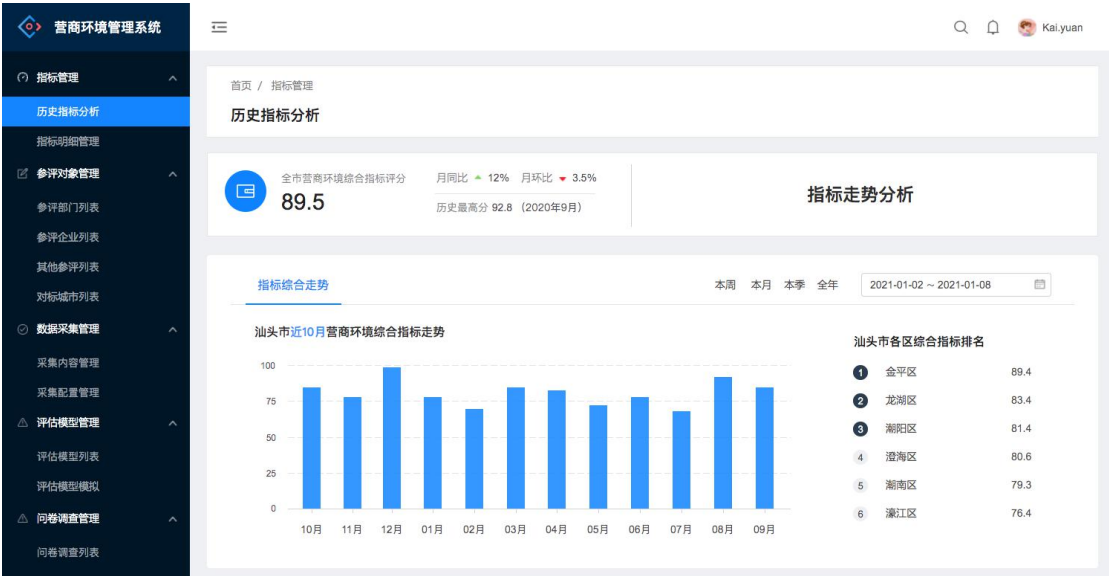 营商环境管理系统
Kai.yuan
指标管理
历史指标分析
指标明细管理
参评对象管理
参评部门列表
参评企业列表
其他参评列表
对标城市列表
数据采集管理
采集内容管理
采集配置管理
评估模型管理
评估模型列表
评估模型模拟
问卷调查管理
问卷调查列表
首页 / 指标管理
历史指标分析
全市营商环境综合指标评分
89.5
月同比 12% 月环比 3.5%
历史最高分 92.8 （2020年9月）
指标走势分析
指标综合走势
本周 本月 本季 全年 2021-01-02 ~ 2021-01-08
汕头市近10月营商环境综合指标走势
100
75
50
25
0
10月 11月 12月 01月 02月 03月 04月 05月 06月 07月 08月 09月
汕头市各区综合指标排名
1 金平区 89.4
2 龙湖区 83.4
3 潮阳区 81.4
4 澄海区 80.6
5 潮南区 79.3
6 濠江区 76.4